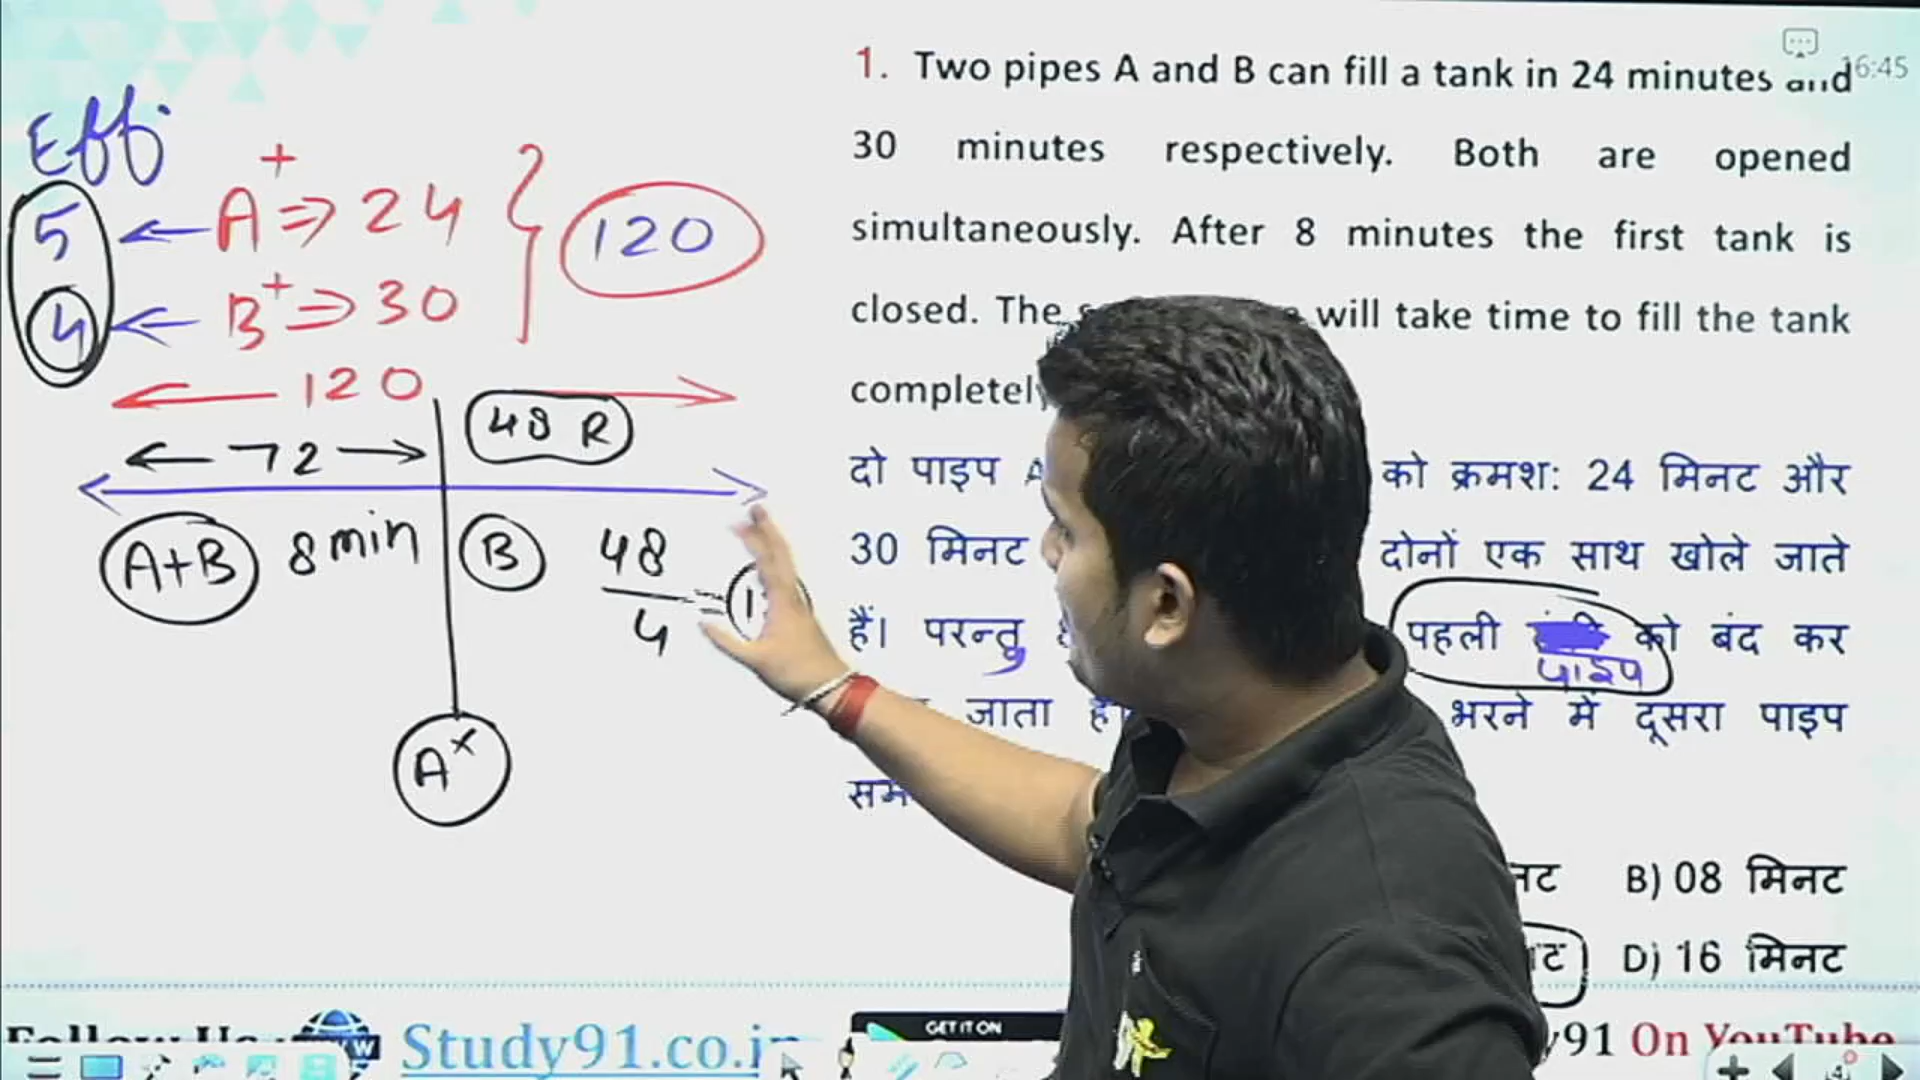 16:45
1. Two pipes A and B can fill a tank in 24 minutes and
30 minutes respectively. Both are opened
simultaneously. After 8 minutes the first tank is
closed. The will take time to fill the tank
दो पाइप को क्रमश: 24 मिनट और
30 मिनट दोनों एक साथ खोले जाते
हैं। परन्तु पहली को बंद कर
पाइप
जाता भरने में दूसरा पाइप
B) 08 मिनट
D) 16 मिनट
Effi
5 ← A+ ⇒ 24
120
4 ← B+ ⇒ 30
120
72
48 R
A+B 8 min
B 48
4
=
A×
Follow Us
Study91.co.i
GET IT ON
On YouTube